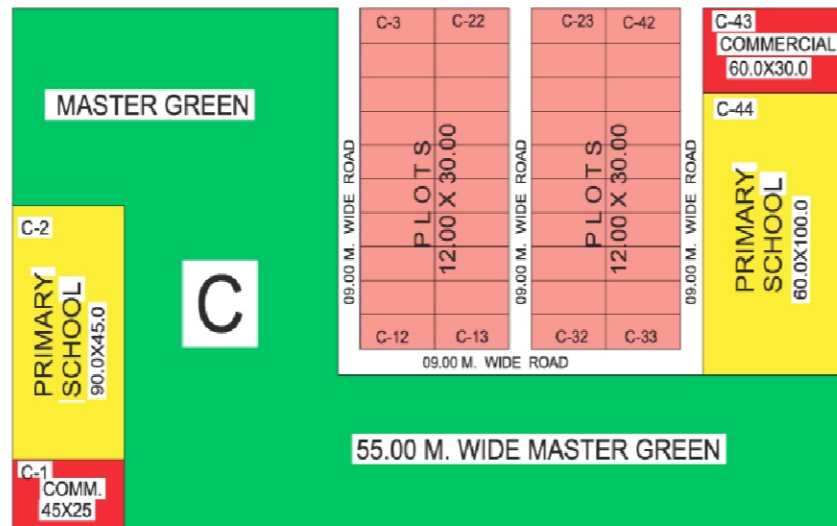 C-3
C-22
C-23
C-42
C-43
COMMERCIAL
60.0X30.0
MASTER GREEN
C-44
PLOTS
12.00 X 30.00
PLOTS
12.00 X 30.00
09.00 M. WIDE ROAD
09.00 M. WIDE ROAD
09.00 M. WIDE ROAD
PRIMARY
SCHOOL
60.0X100.0
C-2
PRIMARY
SCHOOL
90.0X45.0
C
C-12
C-13
C-32
C-33
09.00 M. WIDE ROAD
55.00 M. WIDE MASTER GREEN
C-1
COMM.
45X25